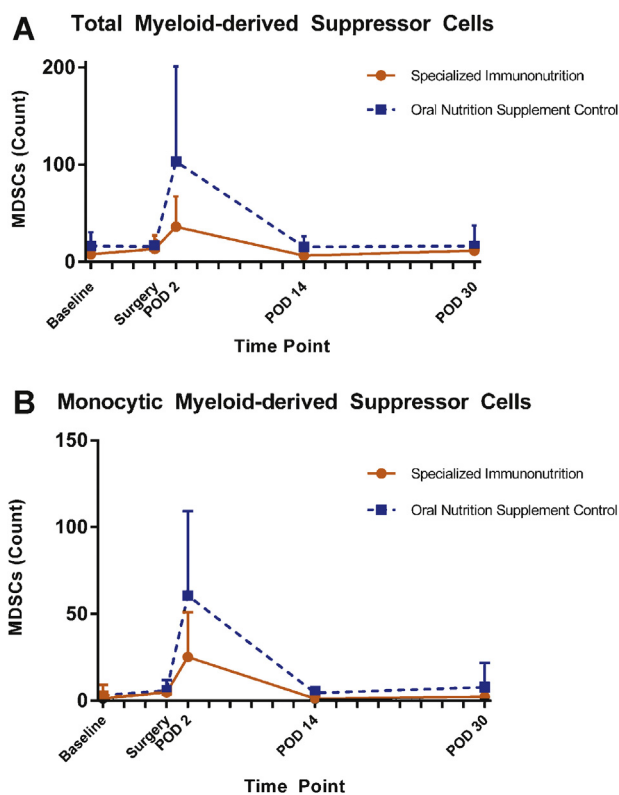 A Total Myeloid-derived Suppressor Cells
200
100
0
MDSCs (Count)
Specialized Immunonutrition
Oral Nutrition Supplement Control
Baseline
Surgery
POD 2
POD 14
POD 30
Time Point
B Monocytic Myeloid-derived Suppressor Cells
150
100
50
0
MDSCs (Count)
Specialized Immunonutrition
Oral Nutrition Supplement Control
Baseline
Surgery
POD 2
POD 14
POD 30
Time Point